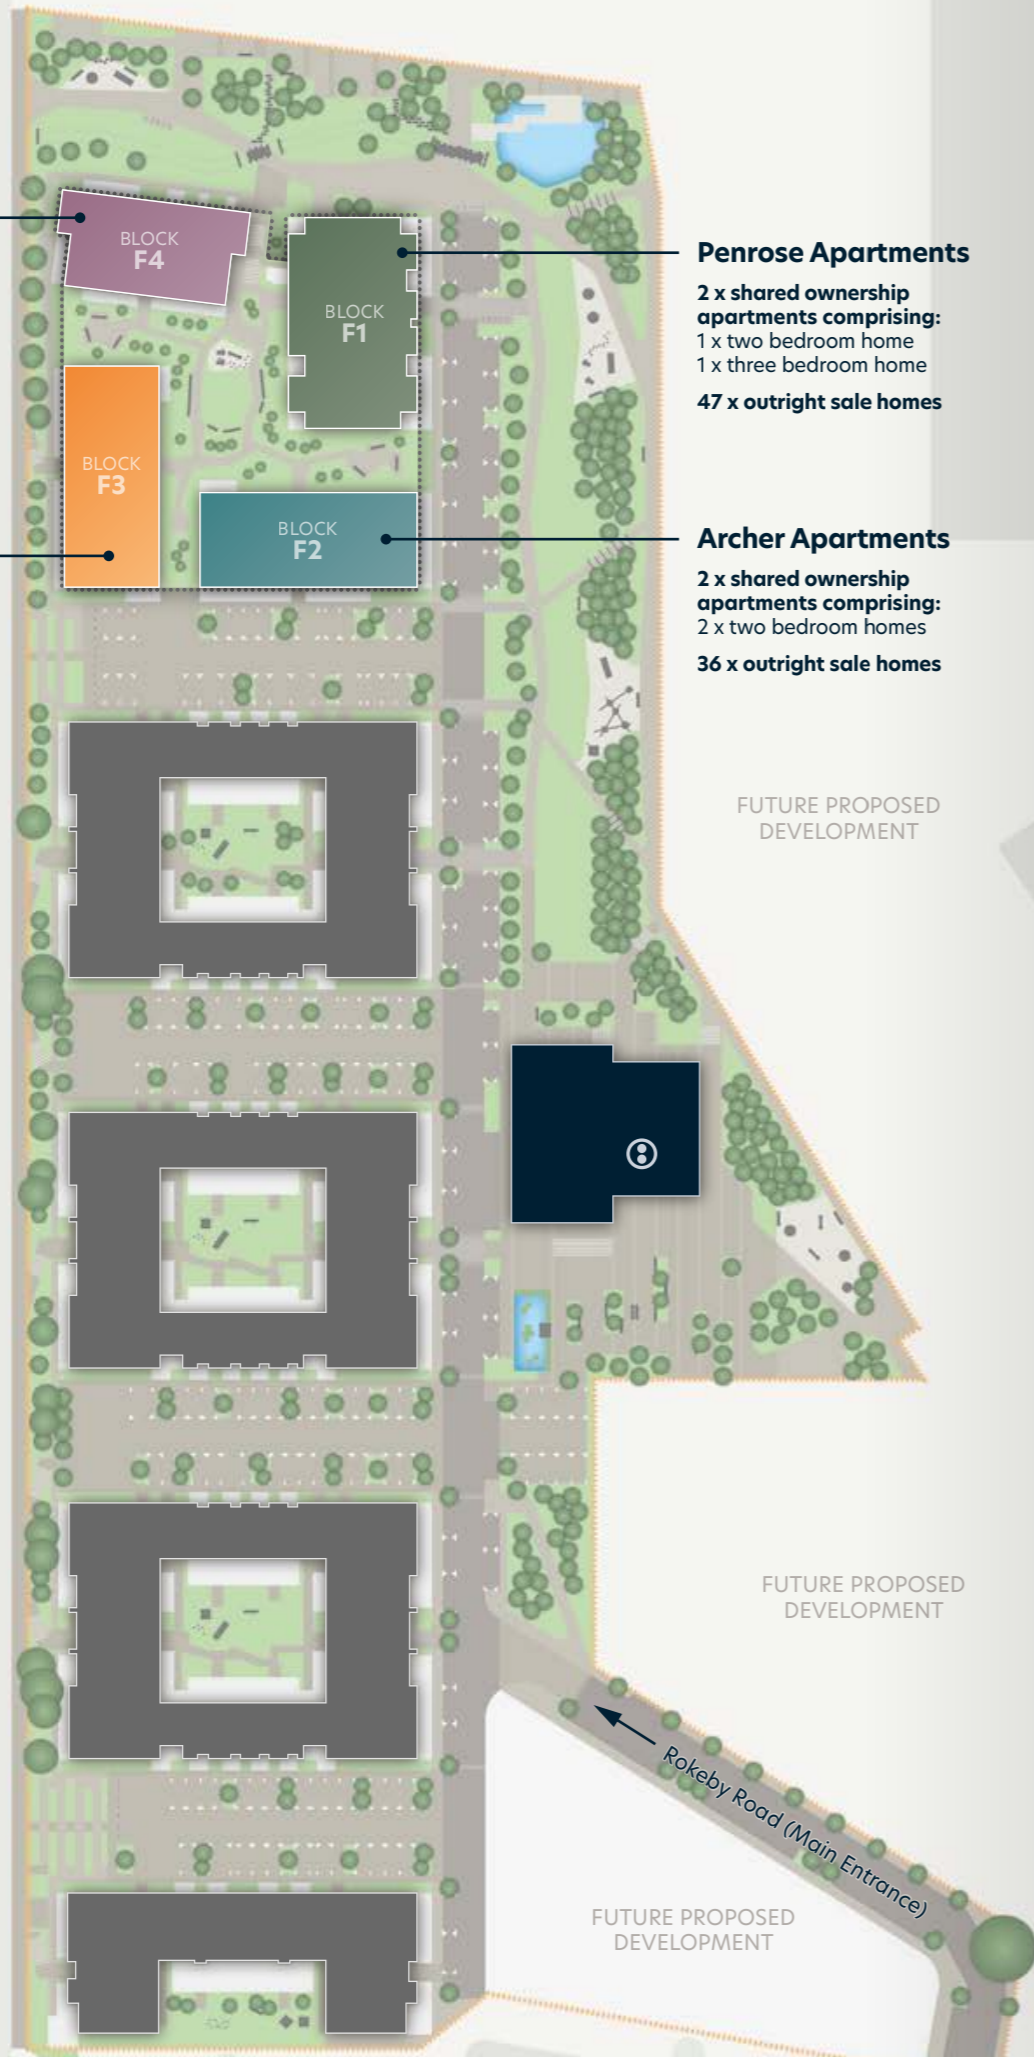 BLOCK
F4
BLOCK
F1
BLOCK
F3
BLOCK
F2
Penrose Apartments
2 x shared ownership
apartments comprising:
1 x two bedroom home
1 x three bedroom home
47 x outright sale homes
Archer Apartments
2 x shared ownership
apartments comprising:
2 x two bedroom homes
36 x outright sale homes
FUTURE PROPOSED
DEVELOPMENT
FUTURE PROPOSED
DEVELOPMENT
Rokeby Road (Main Entrance)
FUTURE PROPOSED
DEVELOPMENT